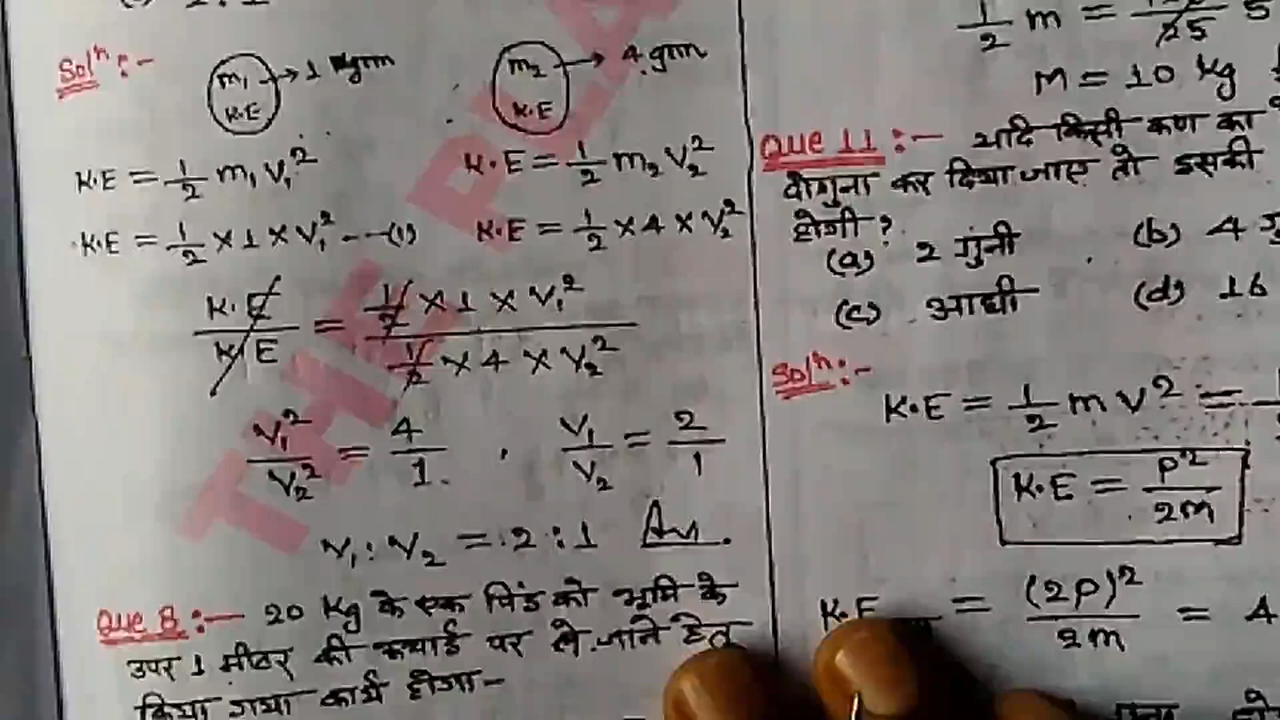 Solⁿ:-
m₁ → 1 gm
K.E
m₂ → 4 gm
K.E
K.E = 1/2 m₁ v₁²
K.E = 1/2 m₂ v₂²
K.E = 1/2 × 1 × v₁² ---(1)
K.E = 1/2 × 4 × v₂²
K.E / K.E = 1/2 × 1 × v₁² / 1/2 × 4 × v₂²
v₁² / v₂² = 4 / 1 , v₁ / v₂ = 2 / 1
v₁ : v₂ = 2 : 1 An.
Que 8 :- 20 Kg के एक पिंड को भूमि के
उपर 1 मीटर की ऊचाई पर ले जाने हेतु
किया गया कार्य होगा-
1/2 m =
m = 10 Kg
Que 11 :- यदि किसी कण का
दोगुना कर दिया जाए तो इसकी
होगी ?
(a) 2 गुंनी
(b) 4
(c) आधी
(d) 16
Solⁿ:-
K.E = 1/2 m v² =
K.E = p² / 2m
K.E = (2p)² / 2m = 4
THE